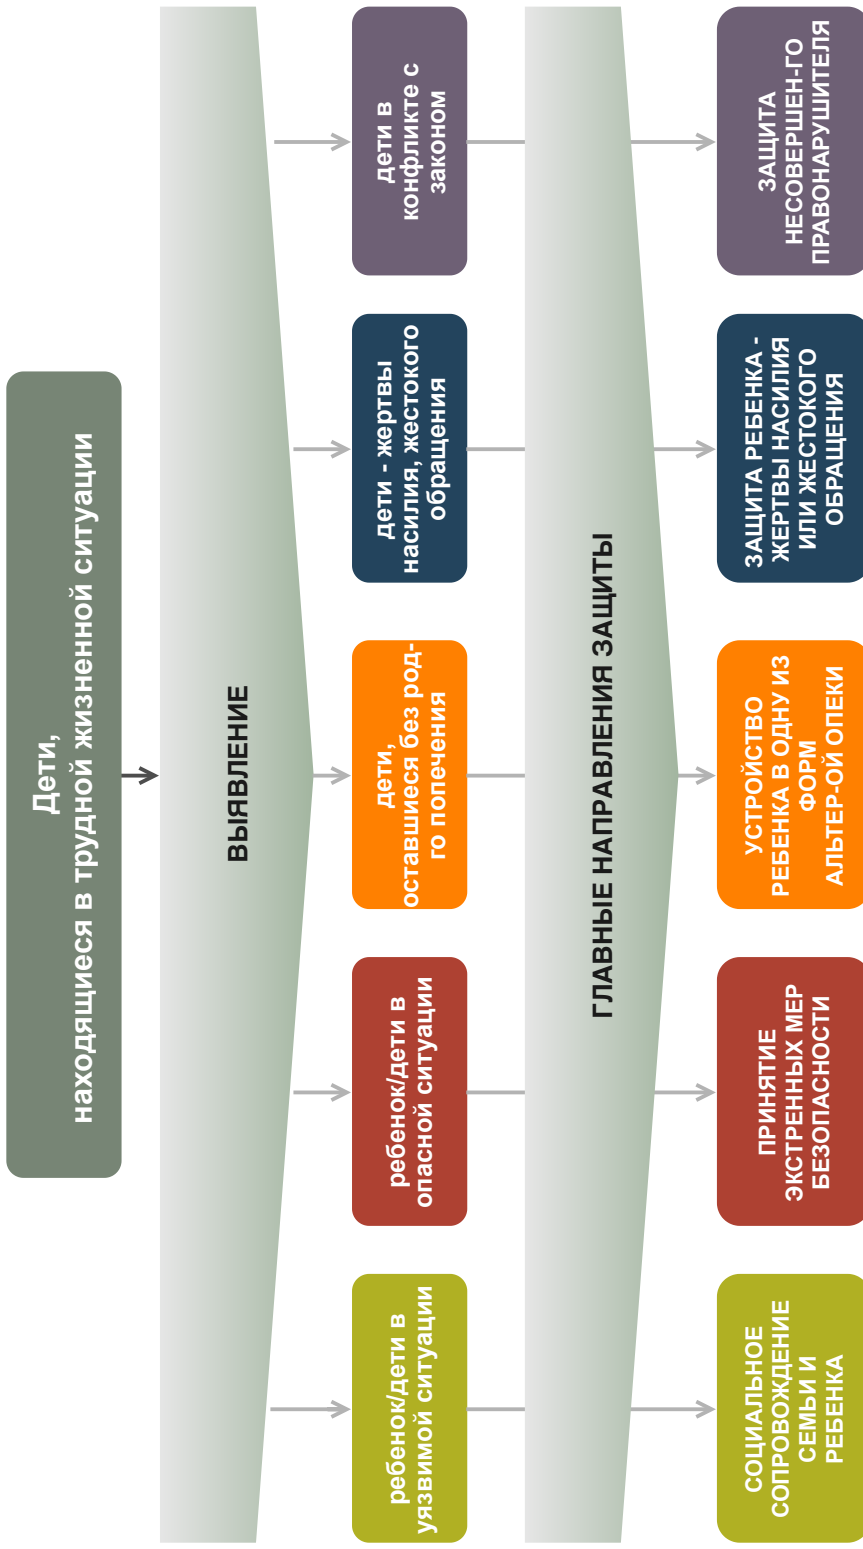 Дети,
находящиеся в трудной жизненной ситуации
ВЫЯВЛЕНИЕ
ребенок/дети в
уязвимой ситуации
ребенок/дети в
опасной ситуации
дети,
оставшиеся без род-
го попечения
дети - жертвы
насилия, жестокого
обращения
дети в
конфликте с
законом
ГЛАВНЫЕ НАПРАВЛЕНИЯ ЗАЩИТЫ
СОЦИАЛЬНОЕ
СОПРОВОЖДЕНИЕ
СЕМЬИ И
РЕБЕНКА
ПРИНЯТИЕ
ЭКСТРЕННЫХ МЕР
БЕЗОПАСНОСТИ
УСТРОЙСТВО
РЕБЕНКА В ОДНУ ИЗ
ФОРМ
АЛЬТЕР-ОЙ ОПЕКИ
ЗАЩИТА РЕБЕНКА -
ЖЕРТВЫ НАСИЛИЯ
ИЛИ ЖЕСТОКОГО
ОБРАЩЕНИЯ
ЗАЩИТА
НЕСОВЕРШЕН-ГО
ПРАВОНАРУШИТЕЛЯ